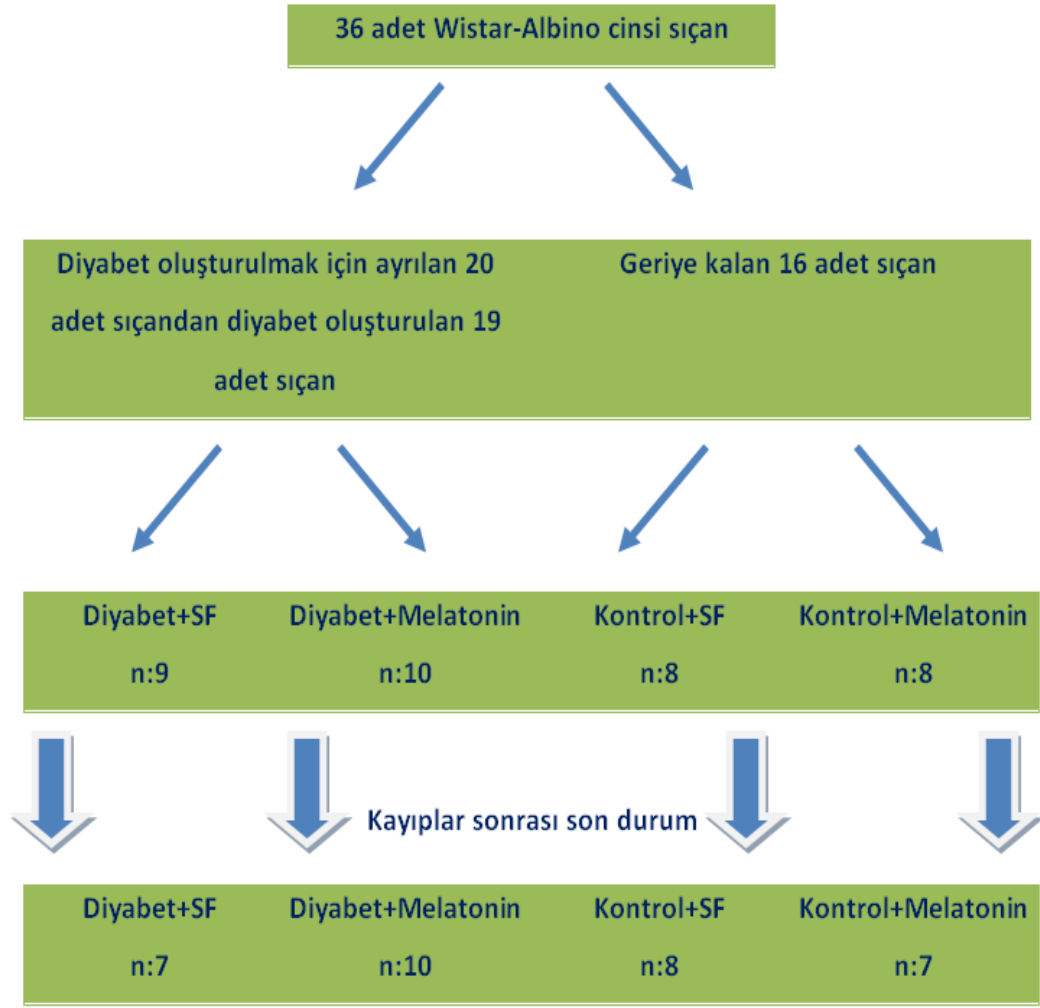 36 adet Wistar-Albino cinsi sıçan
Diyabet oluşturulmak için ayrılan 20
adet sıçandan diyabet oluşturulan 19
adet sıçan
Geriye kalan 16 adet sıçan
Diyabet+SF
n:9
Diyabet+Melatonin
n:10
Kontrol+SF
n:8
Kontrol+Melatonin
n:8
Kayıplar sonrası son durum
Diyabet+SF
n:7
Diyabet+Melatonin
n:10
Kontrol+SF
n:8
Kontrol+Melatonin
n:7